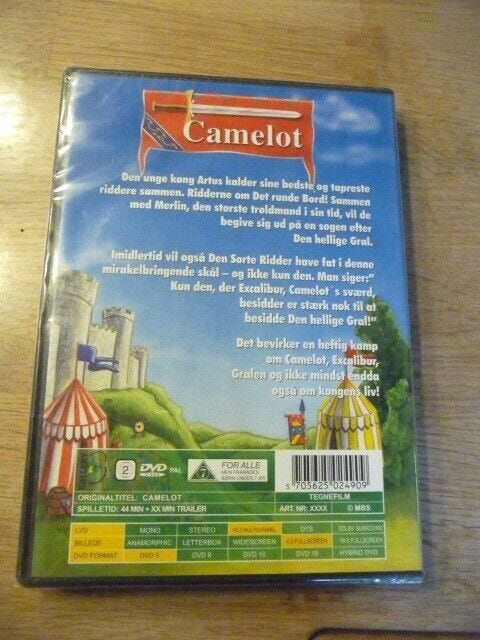 Camelot
Den unge kong Artus kalder sine bedste og tapreste
riddere sammen. Ridderne om Det runde Bord! Sammen
med Merlin, den største troldmand i sin tid, vil de
begive sig ud på en søgen efter
Den hellige Gral.
Imidlertid vil også Den Sorte Ridder have fat i denne
mirakelbringende skål – og ikke kun den. Man siger:"
Kun den, der Excalibur, Camelot´s sværd,
besidder er stærk nok til at
besidde Den hellige Gral!"
Det bevirker en heftig kamp
om Camelot, Excalibur,
Gralen og ikke mindst endda
også om kongens liv!
2 DVD PAL 7 FOR ALLE
MEN FRARÅDES
BØRN UNDER 7 ÅR
5 705625 024909
ORIGINALTITEL: CAMELOT TEGNEFILM
SPILLETID: 44 MIN + XX MIN TRAILER ART. NR: XXXX © MBS
LYD MONO STEREO DTS DOLBY SURROUND
BILLEDE ANAMORPHIC LETTERBOX WIDESCREEN 4:3 FULLSCREEN 16:9 FULLSCREEN
DVD FORMAT DVD 5 DVD 9 DVD 10 DVD 18 HYBRID DVD